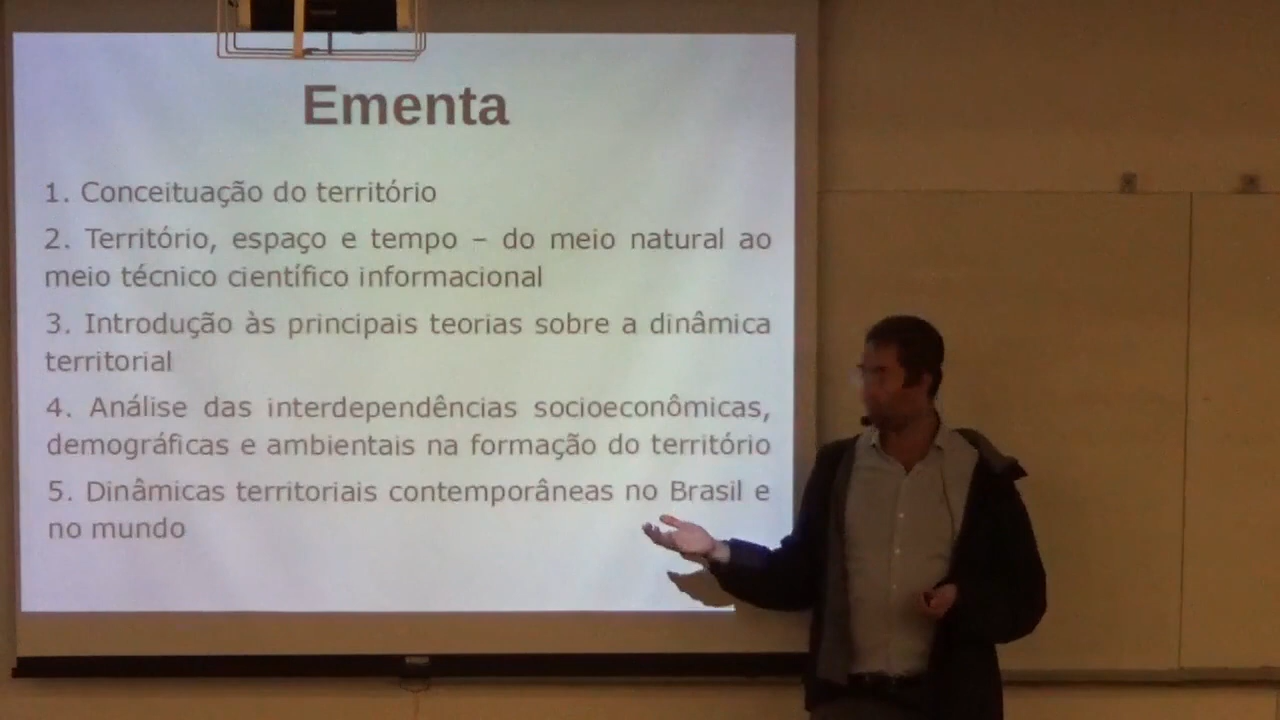 Ementa
1. Conceituação do território
2. Território, espaço e tempo – do meio natural ao
meio técnico científico informacional
3. Introdução às principais teorias sobre a dinâmica
territorial
4. Análise das interdependências socioeconômicas,
demográficas e ambientais na formação do território
5. Dinâmicas territoriais contemporâneas no Brasil e
no mundo